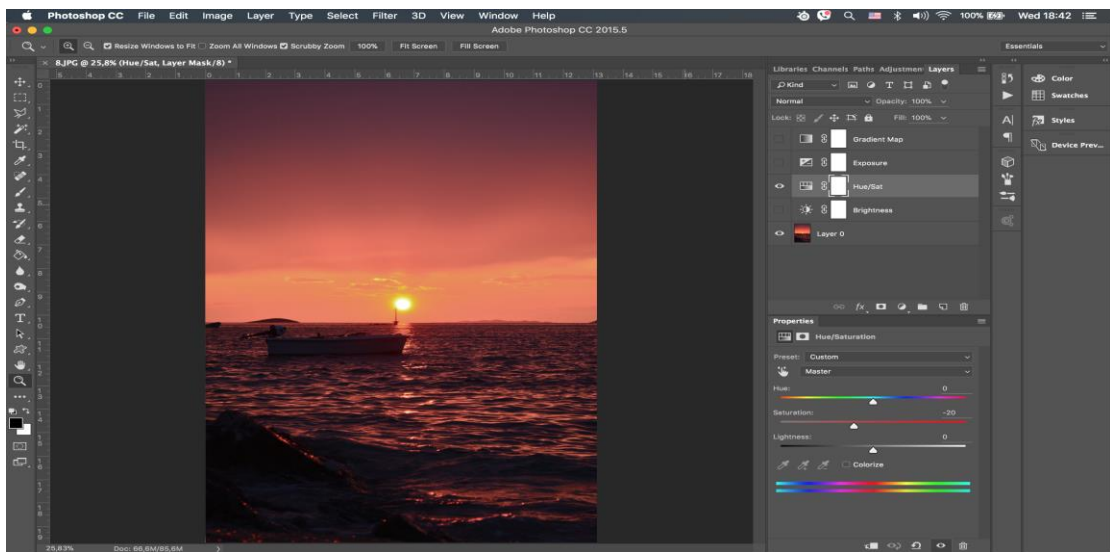 Photoshop CC File Edit Image Layer Type Select Filter 3D View Window Help 100% Wed 18:42
Adobe Photoshop CC 2015.5
Resize Windows to Fit Zoom All Windows Scrubby Zoom 100% Fit Screen Fill Screen Essentials
× 8.JPG @ 25,8% (Hue/Sat, Layer Mask/8) *
Libraries Channels Paths Adjustmen Layers
Kind
Normal Opacity: 100%
Lock: Fill: 100%
Gradient Map
Exposure
Hue/Sat
Brightness
Layer 0
Color
Swatches
Styles
Device Prev...
Properties
Hue/Saturation
Preset: Custom
Master
Hue: 0
Saturation: -20
Lightness: 0
Colorize
25,83% Doc: 66,6M/85,6M